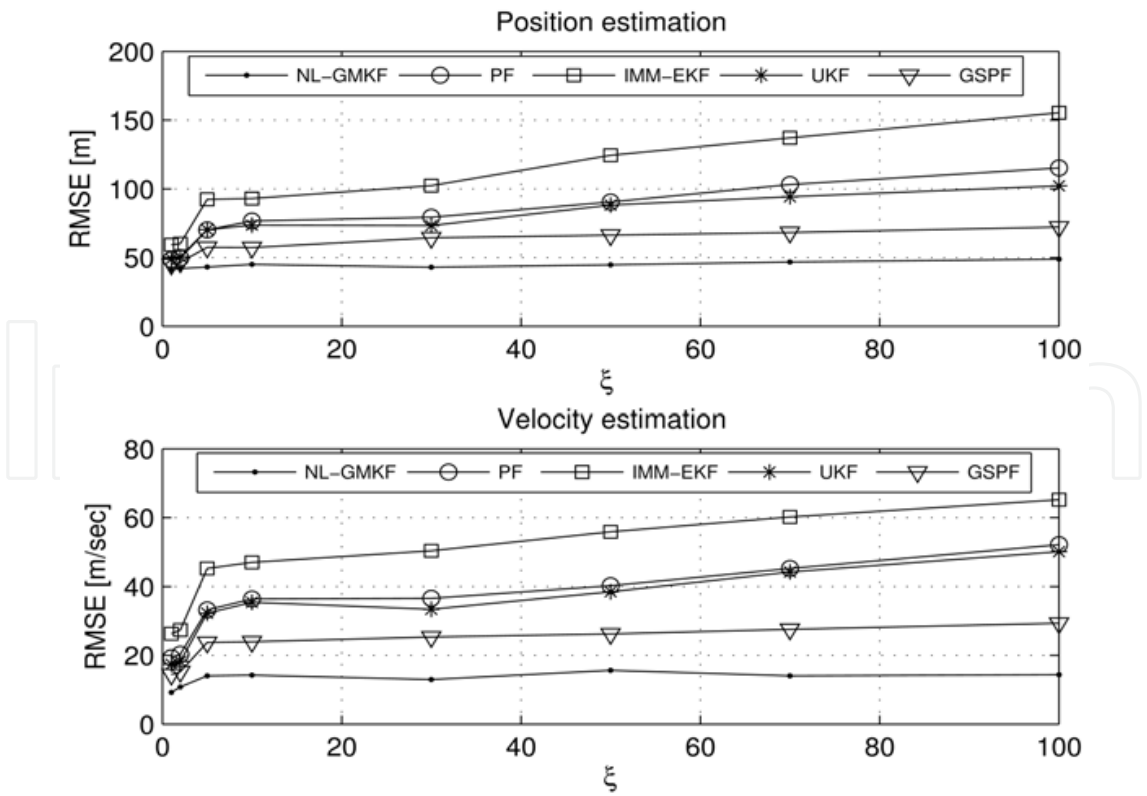 Position estimation
200
150
100
50
0
RMSE [m]
NL-GMKF PF IMM-EKF UKF GSPF
0 20 40 60 80 100
ξ
Velocity estimation
80
60
40
20
0
RMSE [m/sec]
NL-GMKF PF IMM-EKF UKF GSPF
0 20 40 60 80 100
ξ